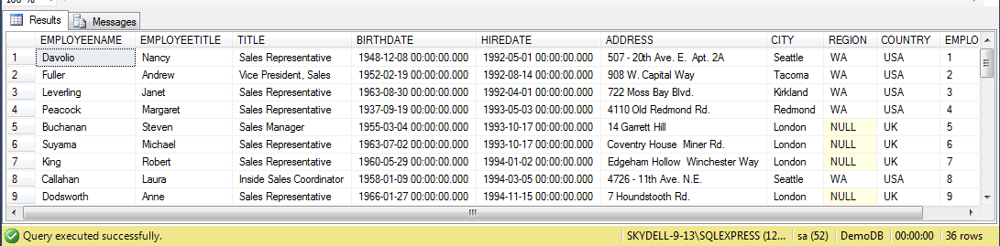 100 %
Results Messages
EMPLOYEENAME EMPLOYEETITLE TITLE BIRTHDATE HIREDATE ADDRESS CITY REGION COUNTRY EMPLO
1 Davolio Nancy Sales Representative 1948-12-08 00:00:00.000 1992-05-01 00:00:00.000 507 - 20th Ave. E. Apt. 2A Seattle WA USA 1
2 Fuller Andrew Vice President, Sales 1952-02-19 00:00:00.000 1992-08-14 00:00:00.000 908 W. Capital Way Tacoma WA USA 2
3 Leverling Janet Sales Representative 1963-08-30 00:00:00.000 1992-04-01 00:00:00.000 722 Moss Bay Blvd. Kirkland WA USA 3
4 Peacock Margaret Sales Representative 1937-09-19 00:00:00.000 1993-05-03 00:00:00.000 4110 Old Redmond Rd. Redmond WA USA 4
5 Buchanan Steven Sales Manager 1955-03-04 00:00:00.000 1993-10-17 00:00:00.000 14 Garrett Hill London NULL UK 5
6 Suyama Michael Sales Representative 1963-07-02 00:00:00.000 1993-10-17 00:00:00.000 Coventry House Miner Rd. London NULL UK 6
7 King Robert Sales Representative 1960-05-29 00:00:00.000 1994-01-02 00:00:00.000 Edgeham Hollow Winchester Way London NULL UK 7
8 Callahan Laura Inside Sales Coordinator 1958-01-09 00:00:00.000 1994-03-05 00:00:00.000 4726 - 11th Ave. N.E. Seattle WA USA 8
9 Dodsworth Anne Sales Representative 1966-01-27 00:00:00.000 1994-11-15 00:00:00.000 7 Houndstooth Rd. London NULL UK 9
Query executed successfully. SKYDELL-9-13\SQLEXPRESS (12... sa (52) DemoDB 00:00:00 36 rows